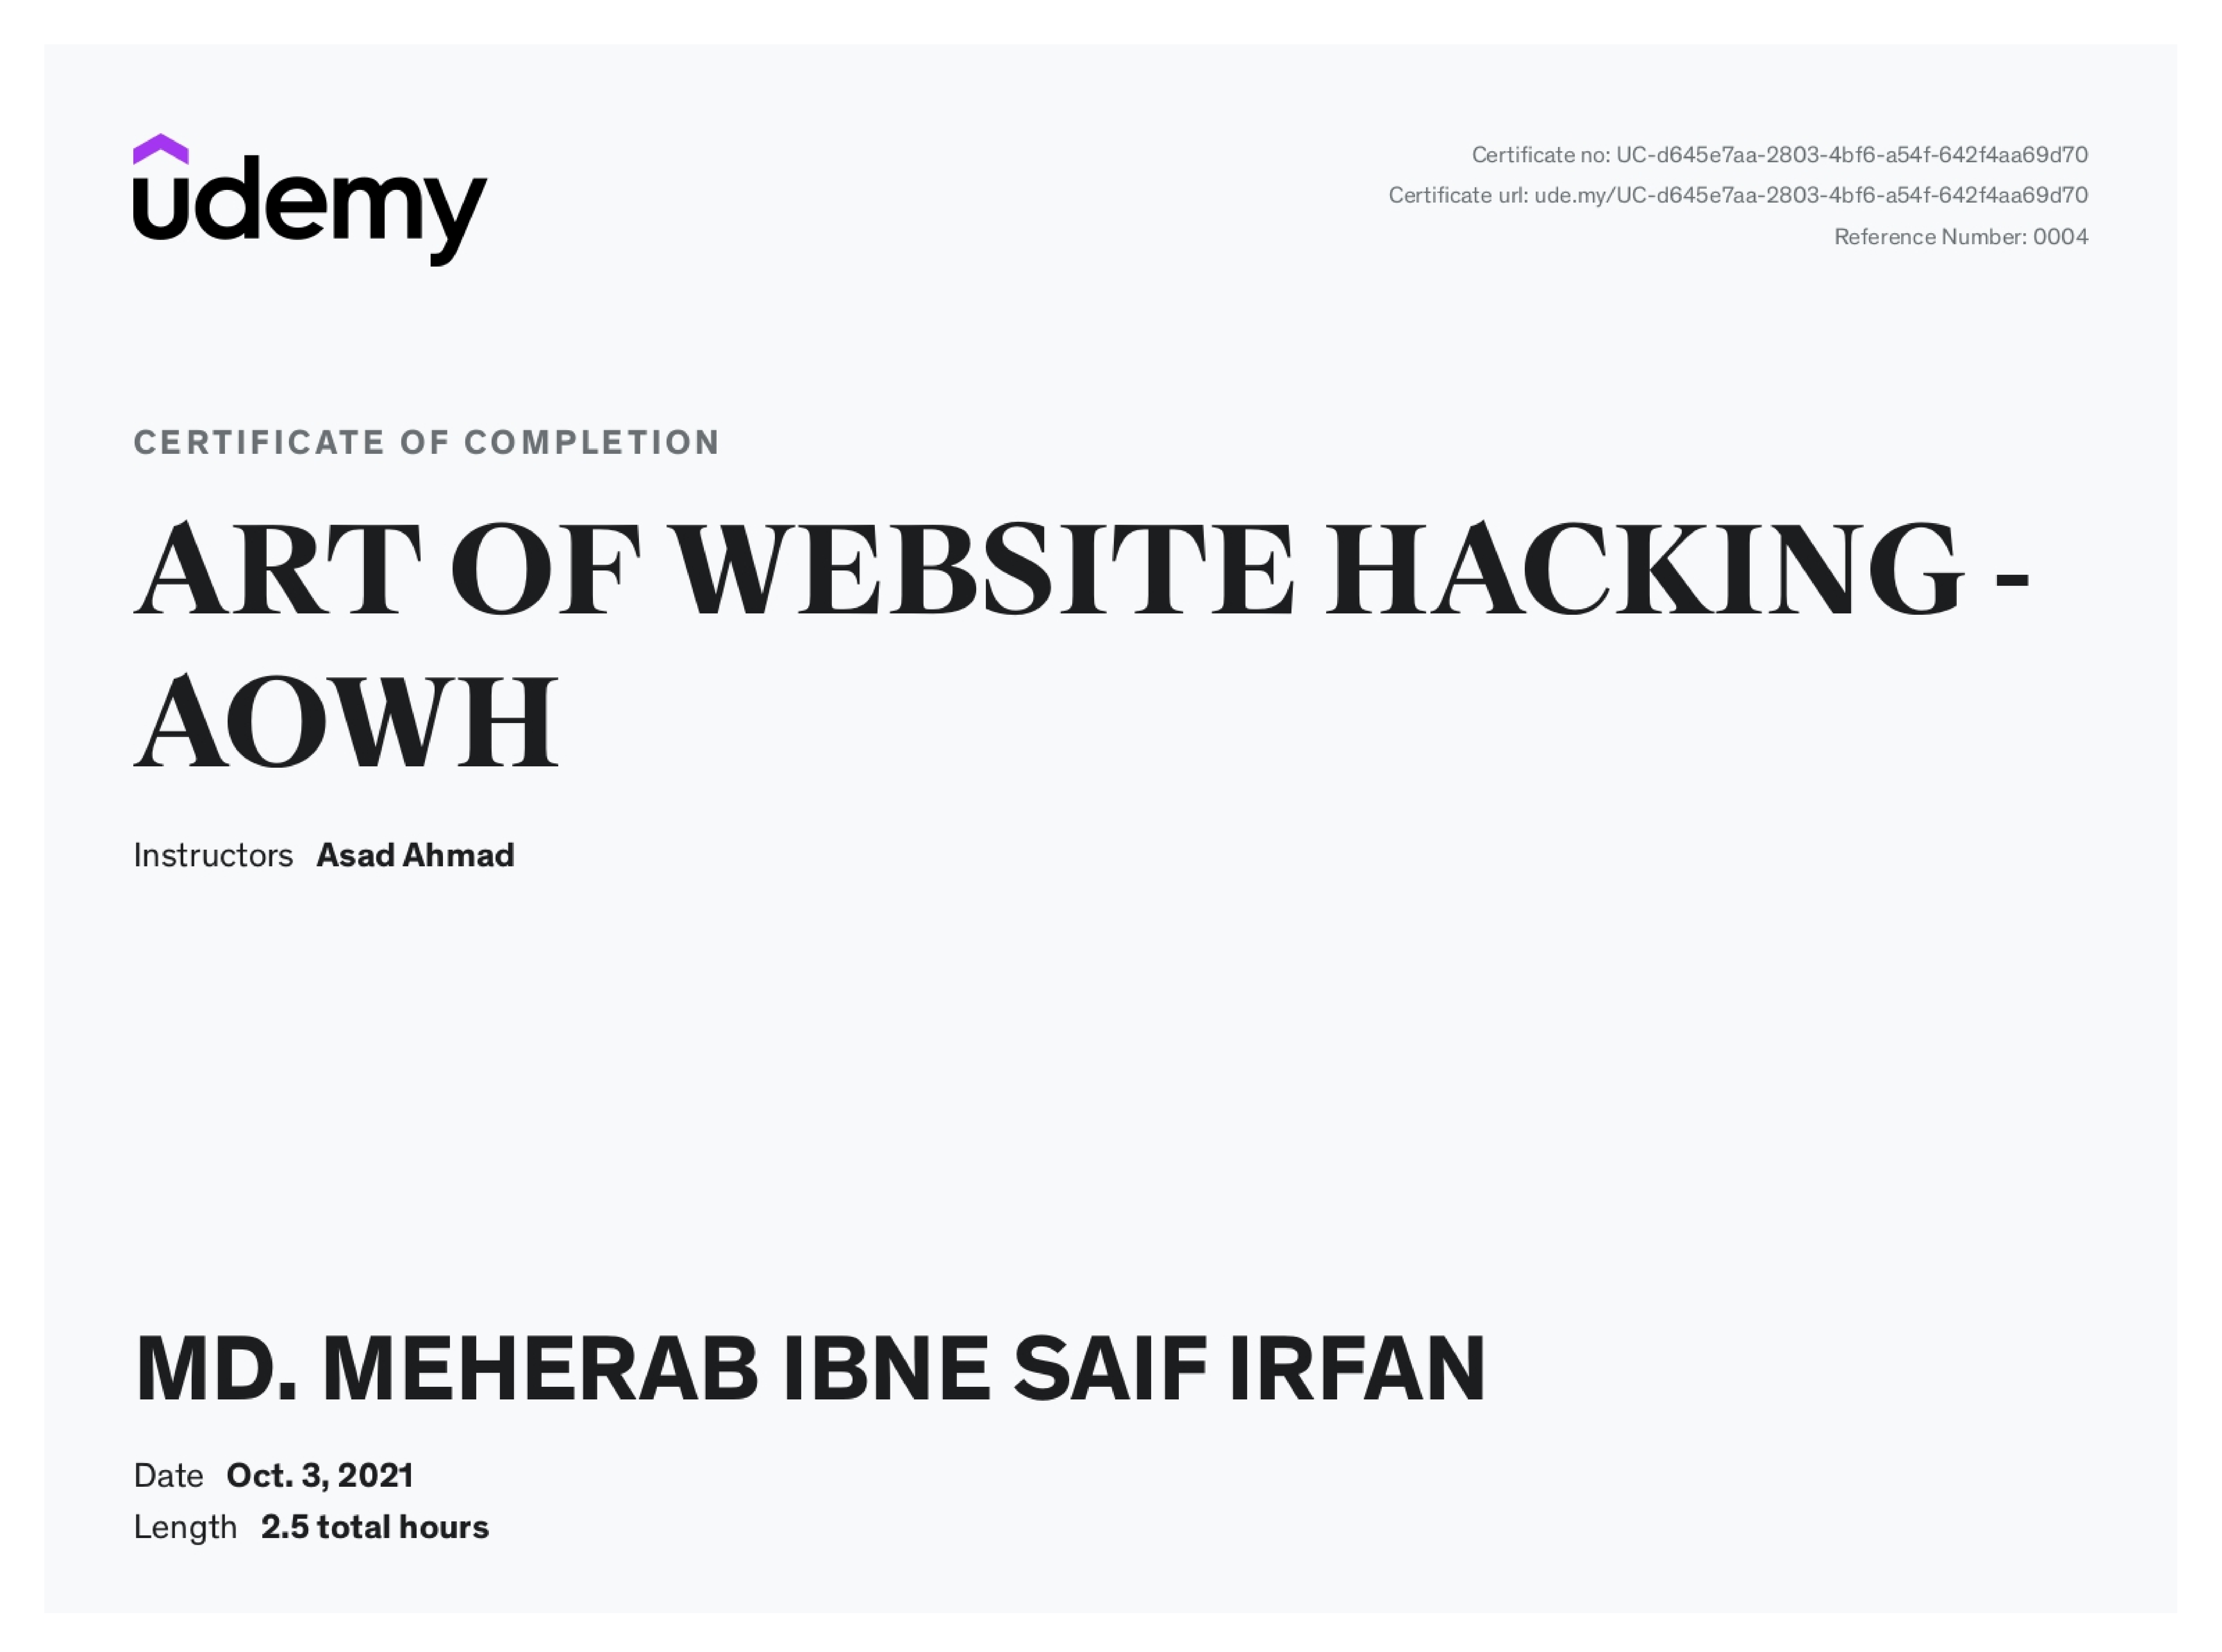 udemy
Certificate no: UC-d645e7aa-2803-4bf6-a54f-642f4aa69d70
Certificate url: ude.my/UC-d645e7aa-2803-4bf6-a54f-642f4aa69d70
Reference Number: 0004
CERTIFICATE OF COMPLETION
ART OF WEBSITE HACKING -
AOWH
Instructors Asad Ahmad
MD. MEHERAB IBNE SAIF IRFAN
Date Oct. 3, 2021
Length 2.5 total hours